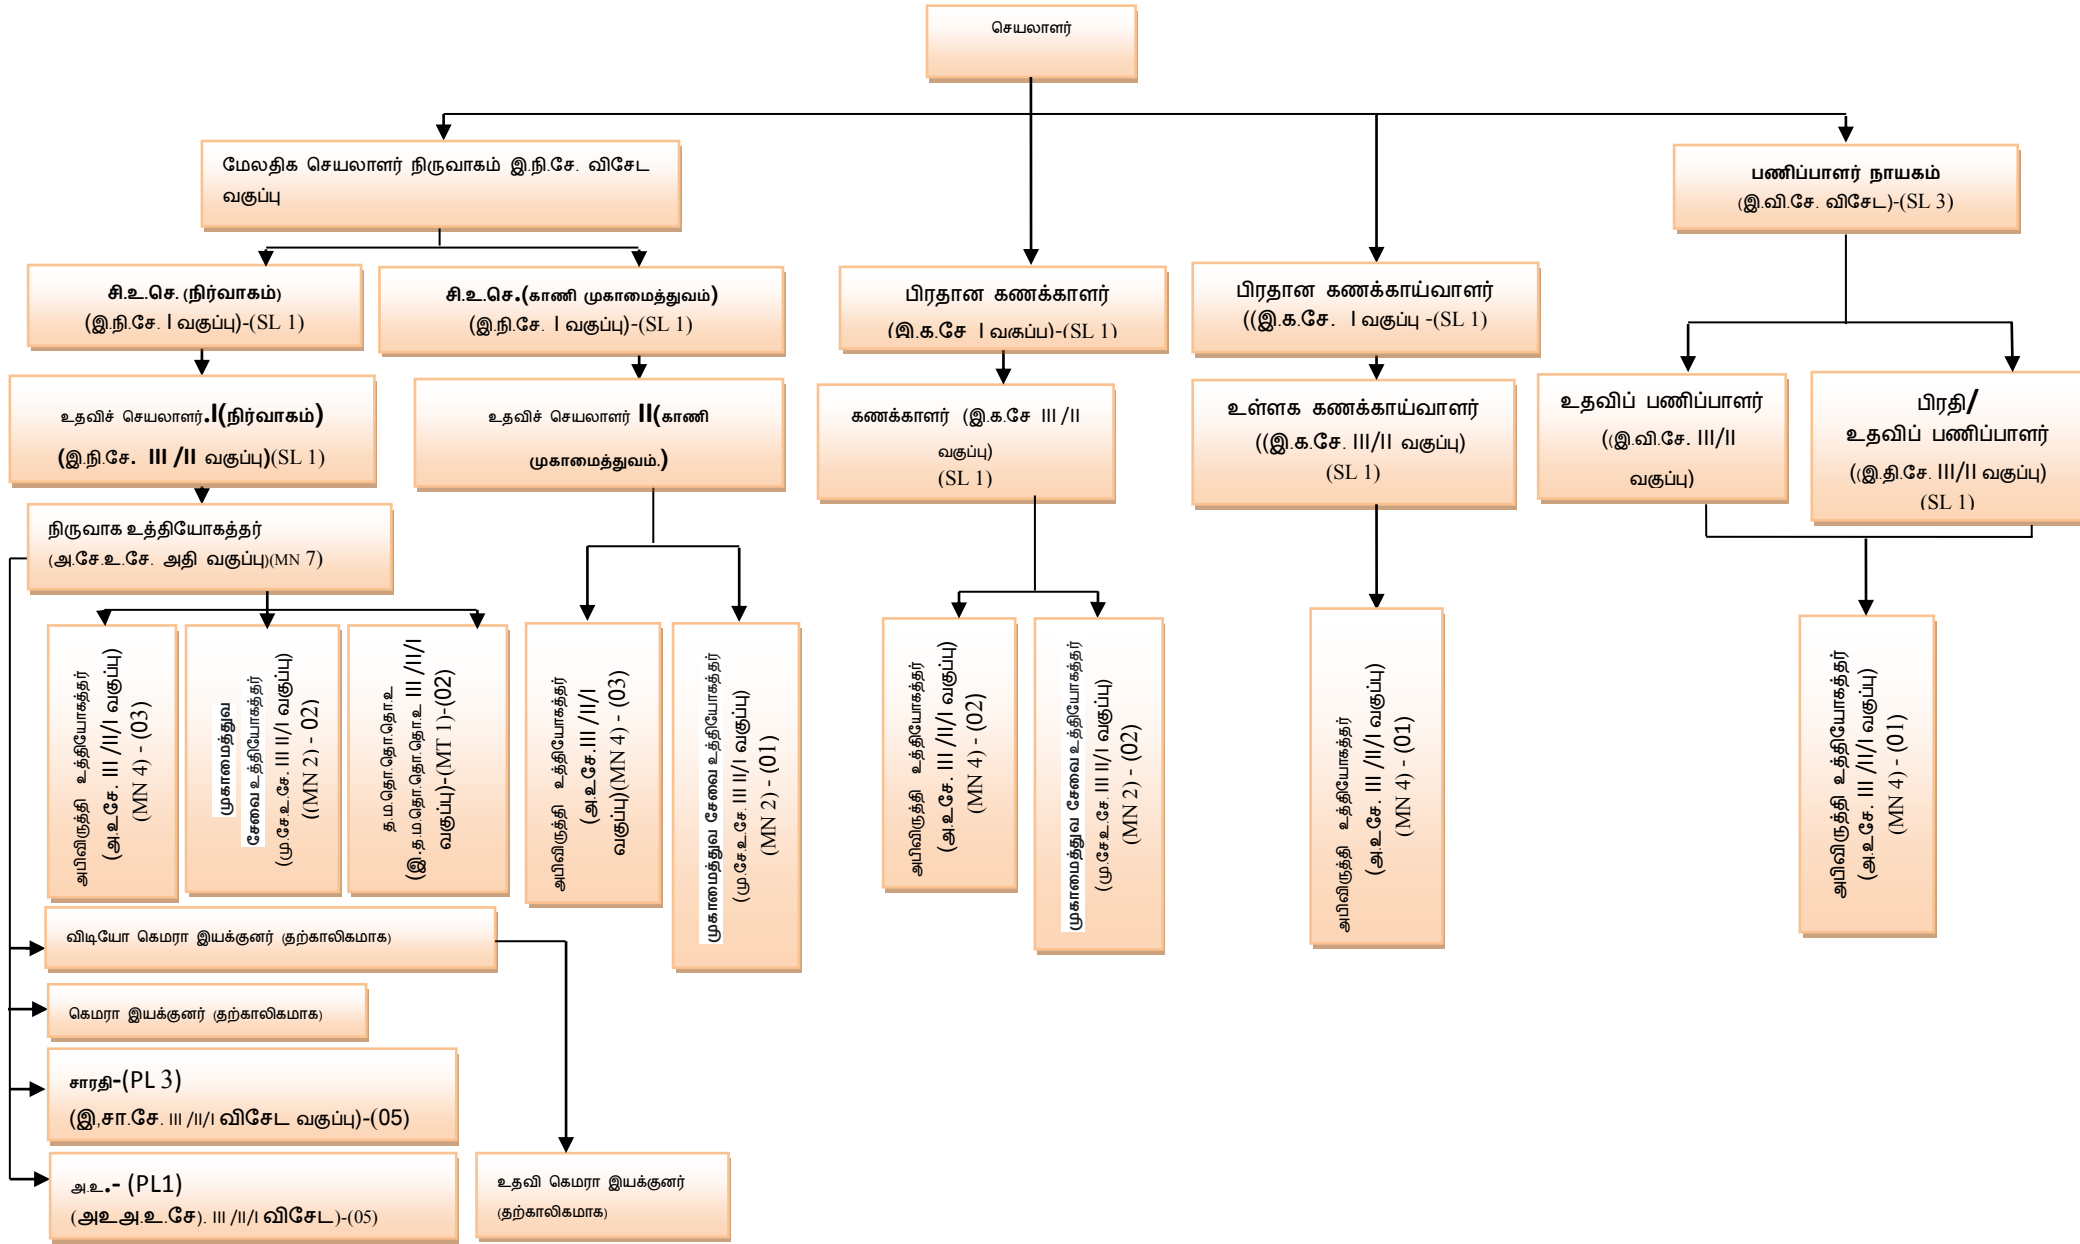 செயலாளர்
மேலதிக செயலாளர் நிருவாகம் இ.நி.சே. விசேட
வகுப்பு
பணிப்பாளர் நாயகம்
(இ.வி.சே. விசேட)-(SL 3)
சி.உ.செ. (நிர்வாகம்)
(இ.நி.சே. I வகுப்பு)-(SL 1)
சி.உ.செ.(காணி முகாமைத்துவம்)
(இ.நி.சே. I வகுப்பு)-(SL 1)
பிரதான கணக்காளர்
(இ.க.சே I வகுப்ப)-(SL 1)
பிரதான கணக்காய்வாளர்
((இ.க.சே. I வகுப்பு -(SL 1)
உதவிச் செயலாளர்.I(நிர்வாகம்)
(இ.நி.சே. III /II வகுப்பு)(SL 1)
உதவிச் செயலாளர் II(காணி
முகாமைத்துவம்.)
கணக்காளர் (இ.க.சே III /II
வகுப்பு)
(SL 1)
உள்ளக கணக்காய்வாளர்
((இ.க.சே. III/II வகுப்பு)
(SL 1)
உதவிப் பணிப்பாளர்
((இ.வி.சே. III/II
வகுப்பு)
பிரதி/
உதவிப் பணிப்பாளர்
((இ.தி.சே. III/II வகுப்பு)
(SL 1)
நிருவாக உத்தியோகத்தர்
(அ.சே.உ.சே. அதி வகுப்பு)(MN 7)
அபிவிருத்தி உத்தியோகத்தர்
(அ.உ.சே. III /II/I வகுப்பு)
(MN 4) - (03)
முகாமைத்துவ
சேவை உத்தியோகத்தர்
(மு.சே.உ.சே. III II/I வகுப்பு)
((MN 2) - 02)
த.ம.தொ.தொ.தொ.உ
(இ.த.ம.தொ.தொ.தொ.உ III /II/I
வகுப்பு)-(MT 1)-(02)
அபிவிருத்தி உத்தியோகத்தர்
(அ.உ.சே.III /II/I
வகுப்பு)(MN 4) - (03)
முகாமைத்துவ சேவை உத்தியோகத்தர்
(மு.சே.உ.சே. III II/I வகுப்பு)
(MN 2) - (01)
அபிவிருத்தி உத்தியோகத்தர்
(அ.உ.சே. III /II/I வகுப்பு)
(MN 4) - (02)
முகாமைத்துவ சேவை உத்தியோகத்தர்
(மு.சே.உ.சே. III II/I வகுப்பு)
(MN 2) - (02)
அபிவிருத்தி உத்தியோகத்தர்
(அ.உ.சே. III /II/I வகுப்பு)
(MN 4) - (01)
அபிவிருத்தி உத்தியோகத்தர்
(அ.உ.சே. III /II/I வகுப்பு)
(MN 4) - (01)
விடியோ கெமரா இயக்குனர் (தற்காலிகமாக)
கெமரா இயக்குனர் (தற்காலிகமாக)
சாரதி-(PL 3)
(இ,சா.சே. III /II/I விசேட வகுப்பு)-(05)
அ.உ.- (PL1)
(அஉஅ.உ.சே). III /II/I விசேட)-(05)
உதவி கெமரா இயக்குனர்
(தற்காலிகமாக)